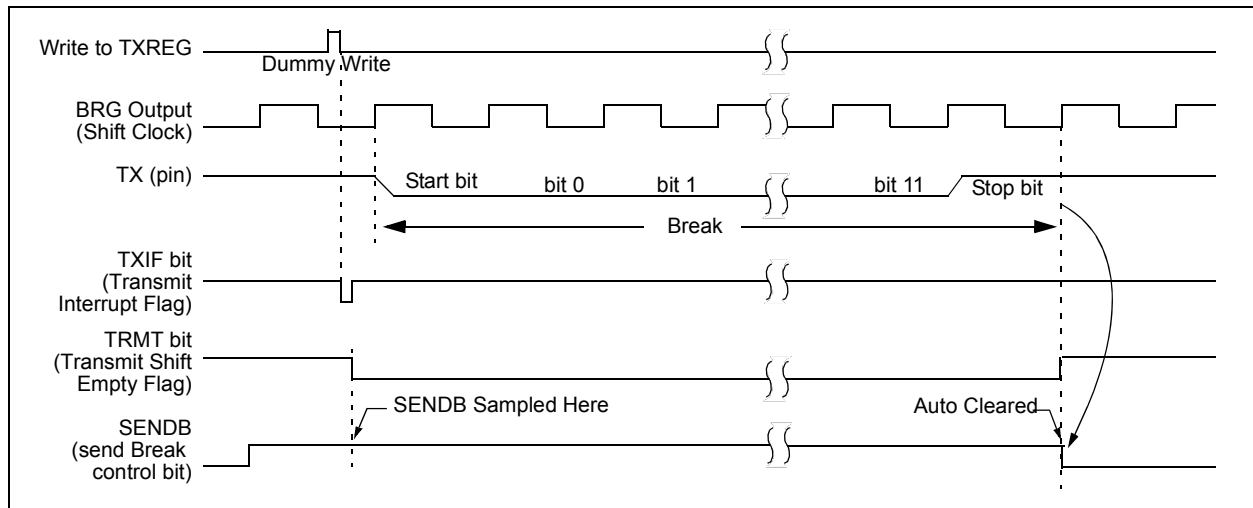 Write to TXREG
Dummy Write
BRG Output
(Shift Clock)
TX (pin)
Start bit
bit 0
bit 1
bit 11
Stop bit
Break
TXIF bit
(Transmit
Interrupt Flag)
TRMT bit
(Transmit Shift
Empty Flag)
SENDB Sampled Here
Auto Cleared
SENDB
(send Break
control bit)